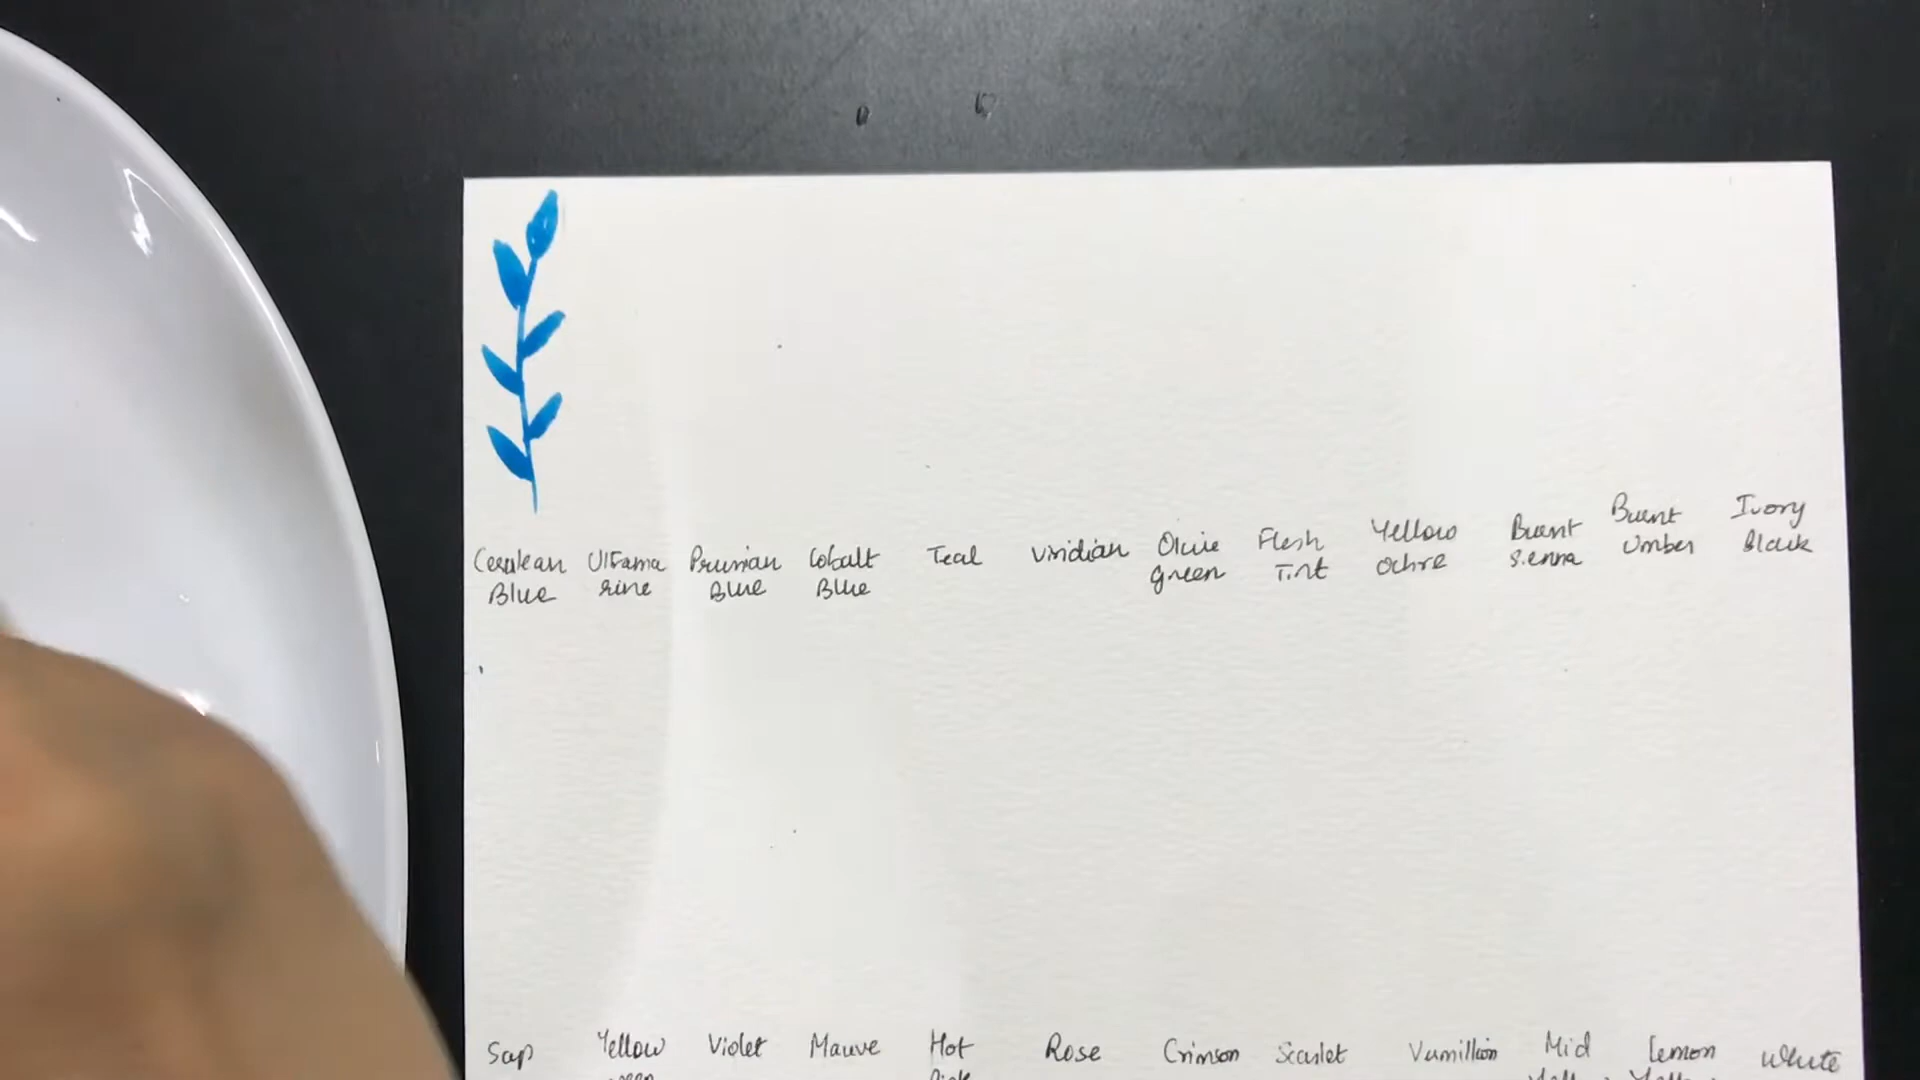 Cerulean Ultrama Prussian Cobalt Teal Viridian Olive Flesh Yellow Burnt Burnt Ivory
Blue rine Blue Blue Green Tint Ochre Sienna Umber Black
Sap Yellow Violet Mauve Hot Rose Crimson Scarlet Vermillion Mid Lemon White